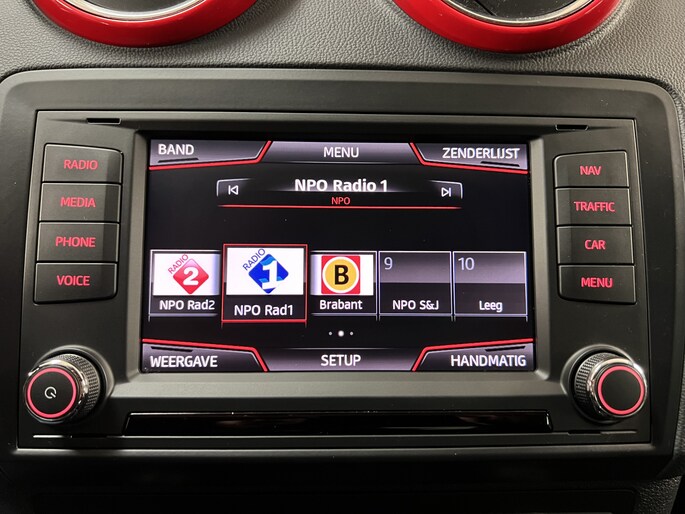 RADIO
MEDIA
PHONE
VOICE
BAND
MENU
ZENDERLIJST
NPO Radio 1
NPO
RADIO 2
NPO Rad2
RADIO 1
NPO Rad1
B
Brabant
9
NPO S&J
10
Leeg
WEERGAVE
SETUP
HANDMATIG
NAV
TRAFFIC
CAR
MENU